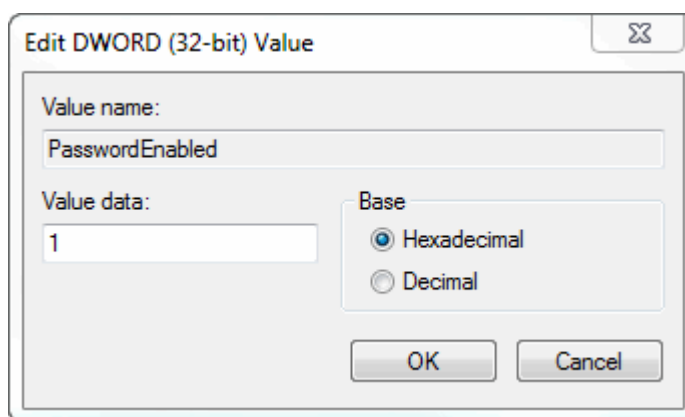 Edit DWORD (32-bit) Value
Value name:
PasswordEnabled
Value data:
1
Base
Hexadecimal
Decimal
OK
Cancel